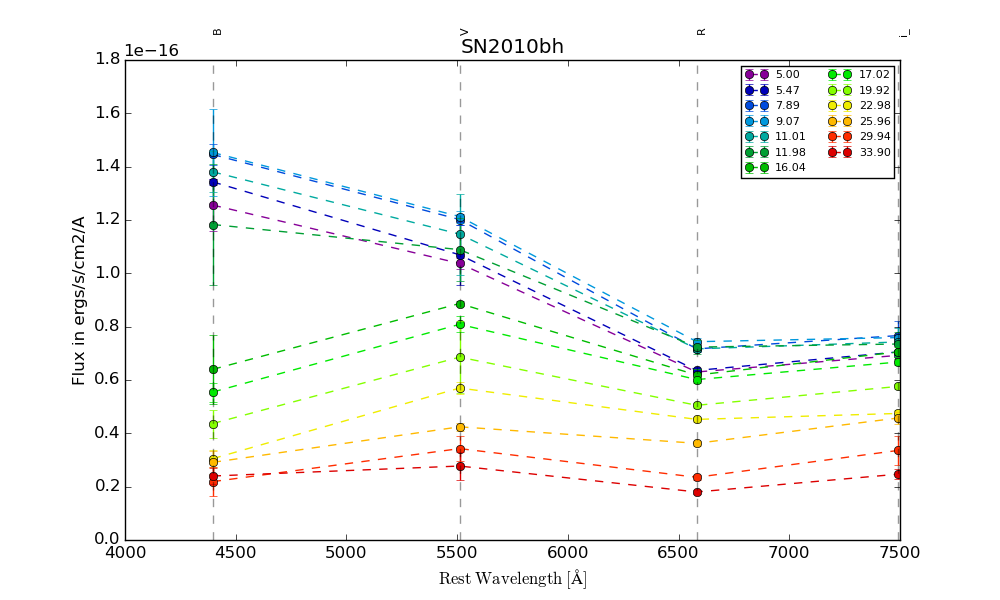 B V R i_
SN2010bh
1e−16
1.8
1.6
1.4
1.2
1.0
0.8
0.6
0.4
0.2
0.0
Flux in ergs/s/cm2/A
5.00 17.02
5.47 19.92
7.89 22.98
9.07 25.96
11.01 29.94
11.98 33.90
16.04
4000 4500 5000 5500 6000 6500 7000 7500
Rest Wavelength [Å]